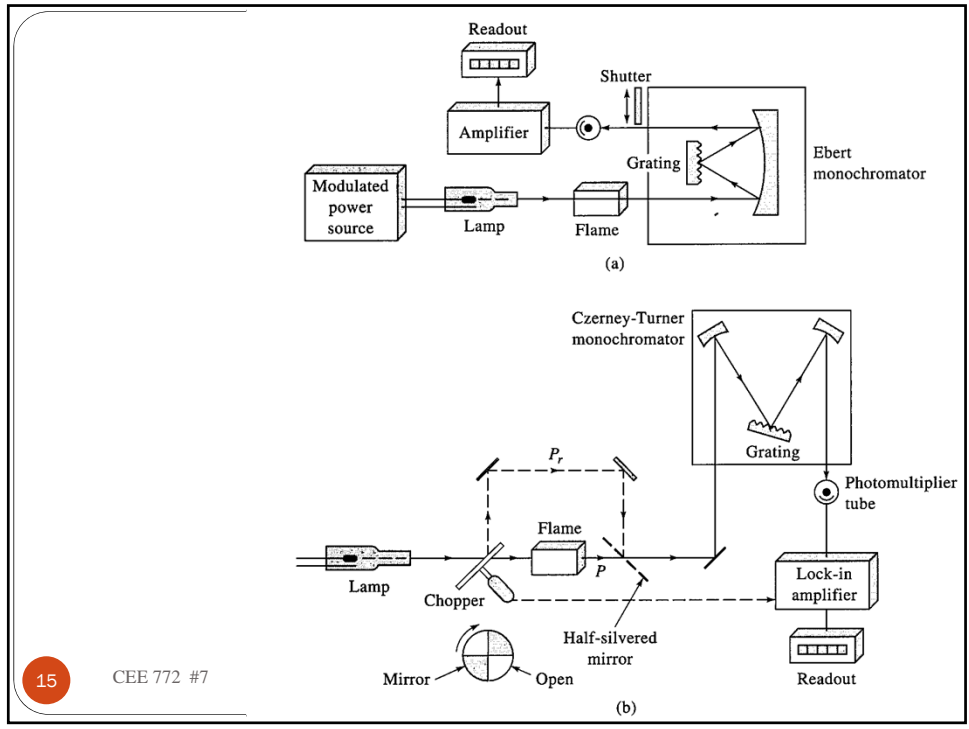 Readout
Shutter
Amplifier
Grating
Ebert
monochromator
Modulated
power
source
Lamp
Flame
(a)
Czerney-Turner
monochromator
Grating
Pr
Photomultiplier
tube
Flame
P
Lamp
Chopper
Lock-in
amplifier
Half-silvered
mirror
Mirror
Open
Readout
(b)
15
CEE 772 #7